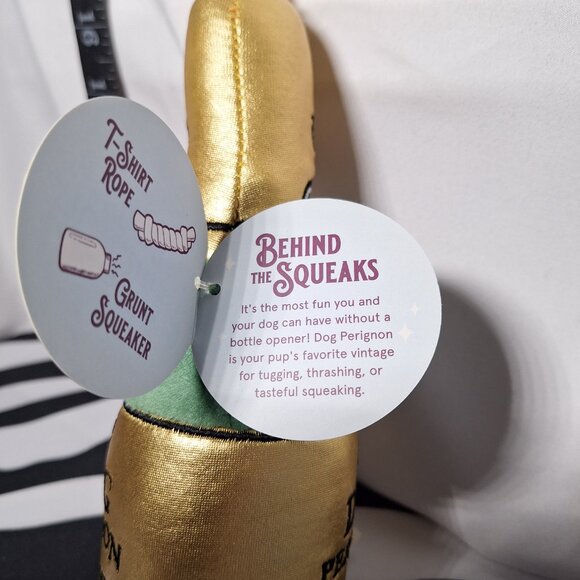 T-SHIRT
ROPE
GRUNT
SQUEAKER
BEHIND
THE SQUEAKS
It's the most fun you and
your dog can have without a
bottle opener! Dog Perignon
is your pup's favorite vintage
for tugging, thrashing, or
tasteful squeaking.